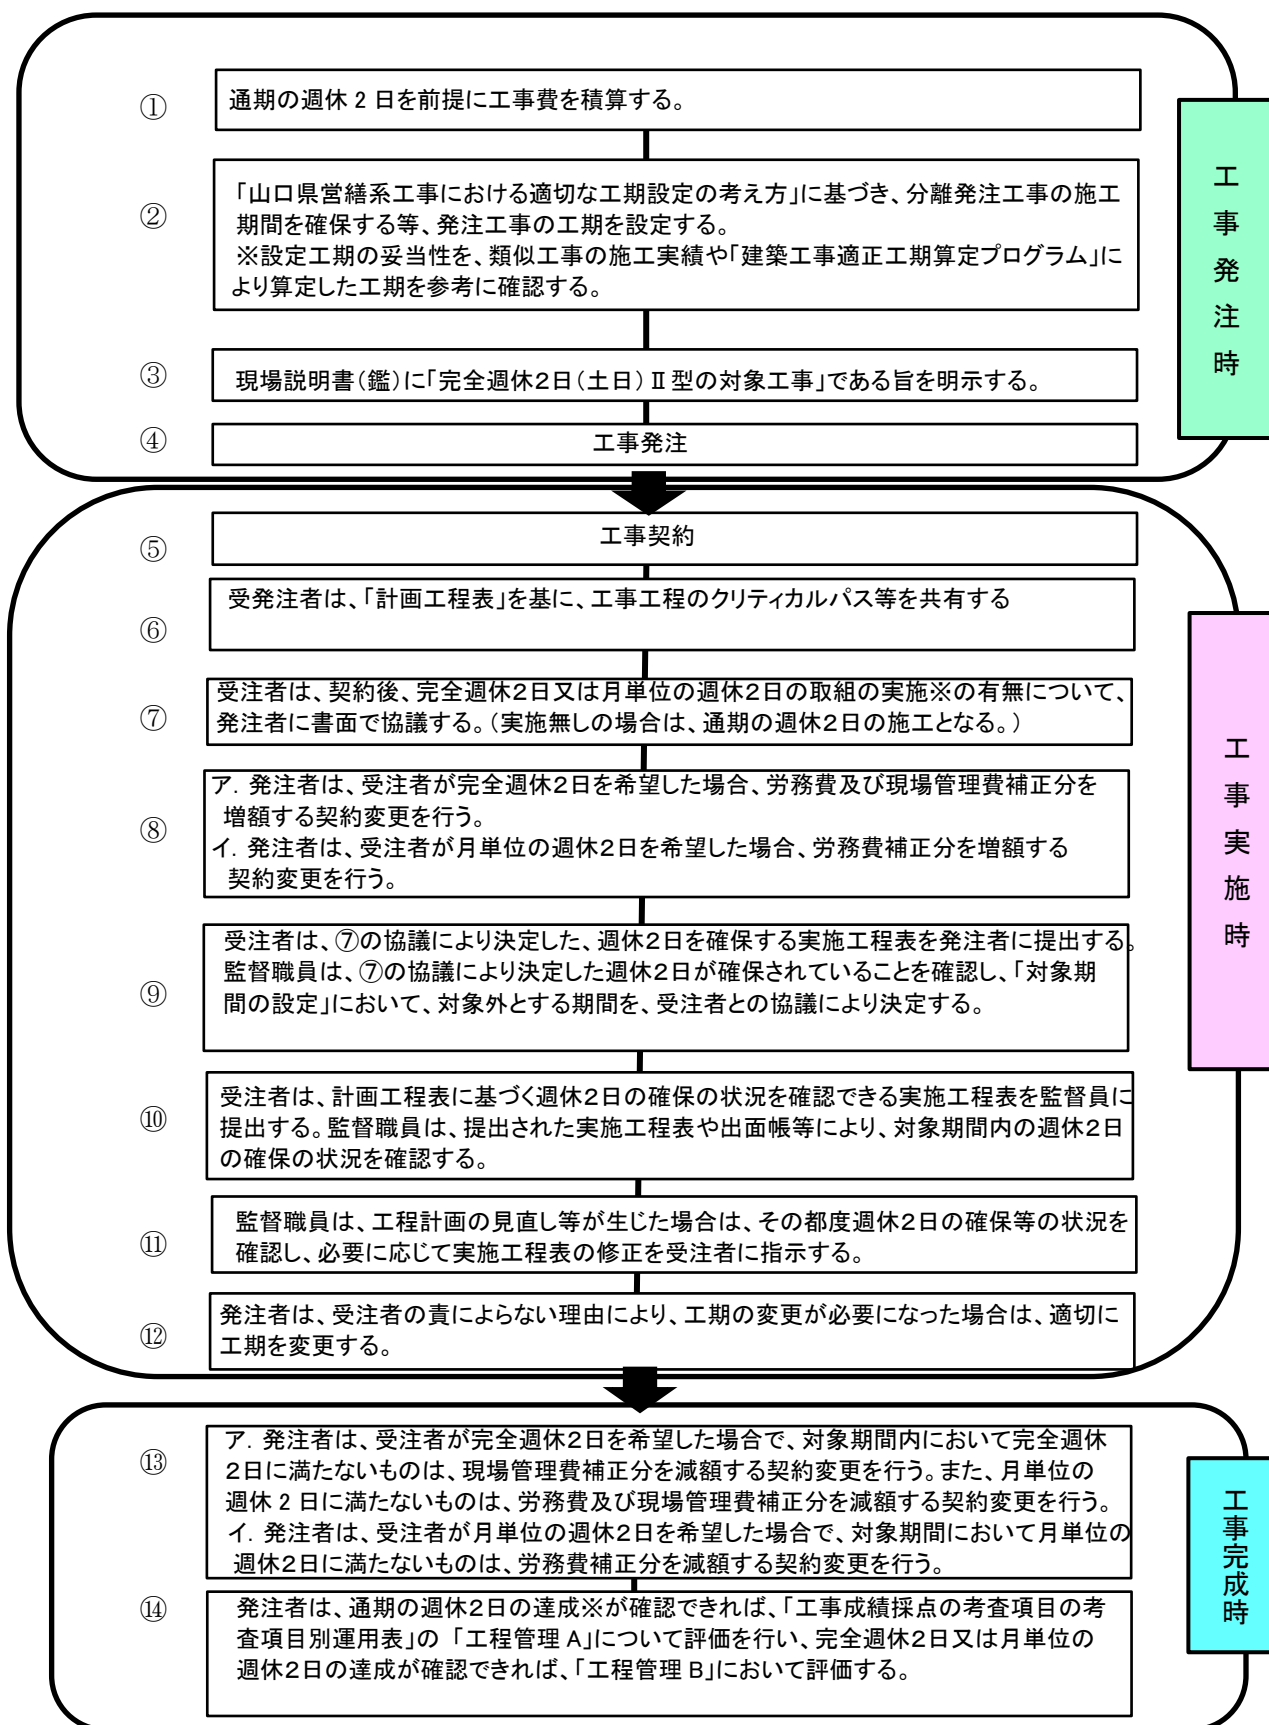 ① 通期の週休 2 日を前提に工事費を積算する。
② 「山口県営繕系工事における適切な工期設定の考え方」に基づき、分離発注工事の施工
期間を確保する等、発注工事の工期を設定する。
※設定工期の妥当性を、類似工事の施工実績や「建築工事適正工期算定プログラム」に
より算定した工期を参考に確認する。
③ 現場説明書（鑑）に「完全週休２日（土日）Ⅱ型の対象工事」である旨を明示する。
④ 工事発注
工事発注時
⑤ 工事契約
⑥ 受発注者は、「計画工程表」を基に、工事工程のクリティカルパス等を共有する
⑦ 受注者は、契約後、完全週休２日又は月単位の週休２日の取組の実施※の有無について、
発注者に書面で協議する。（実施無しの場合は、通期の週休２日の施工となる。）
⑧ ア．発注者は、受注者が完全週休２日を希望した場合、労務費及び現場管理費補正分を
増額する契約変更を行う。
イ．発注者は、受注者が月単位の週休２日を希望した場合、労務費補正分を増額する
契約変更を行う。
⑨ 受注者は、⑦の協議により決定した、週休２日を確保する実施工程表を発注者に提出する。
監督職員は、⑦の協議により決定した週休２日が確保されていることを確認し、「対象期
間の設定」において、対象外とする期間を、受注者との協議により決定する。
⑩ 受注者は、計画工程表に基づく週休２日の確保の状況を確認できる実施工程表を監督員に
提出する。監督職員は、提出された実施工程表や出面帳等により、対象期間内の週休２日
の確保の状況を確認する。
⑪ 監督職員は、工程計画の見直し等が生じた場合は、その都度週休２日の確保等の状況を
確認し、必要に応じて実施工程表の修正を受注者に指示する。
⑫ 発注者は、受注者の責によらない理由により、工期の変更が必要になった場合は、適切に
工期を変更する。
工事実施時
⑬ ア．発注者は、受注者が完全週休２日を希望した場合で、対象期間内において完全週休
２日に満たないものは、現場管理費補正分を減額する契約変更を行う。また、月単位の
週休 2 日に満たないものは、労務費及び現場管理費補正分を減額する契約変更を行う。
イ．発注者は、受注者が月単位の週休２日を希望した場合で、対象期間において月単位の
週休２日に満たないものは、労務費補正分を減額する契約変更を行う。
⑭ 発注者は、通期の週休２日の達成※が確認できれば、「工事成績採点の考査項目の考
査項目別運用表」の 「工程管理 A」について評価を行い、完全週休２日又は月単位の
週休２日の達成が確認できれば、「工程管理 B」において評価する。
工事完成時